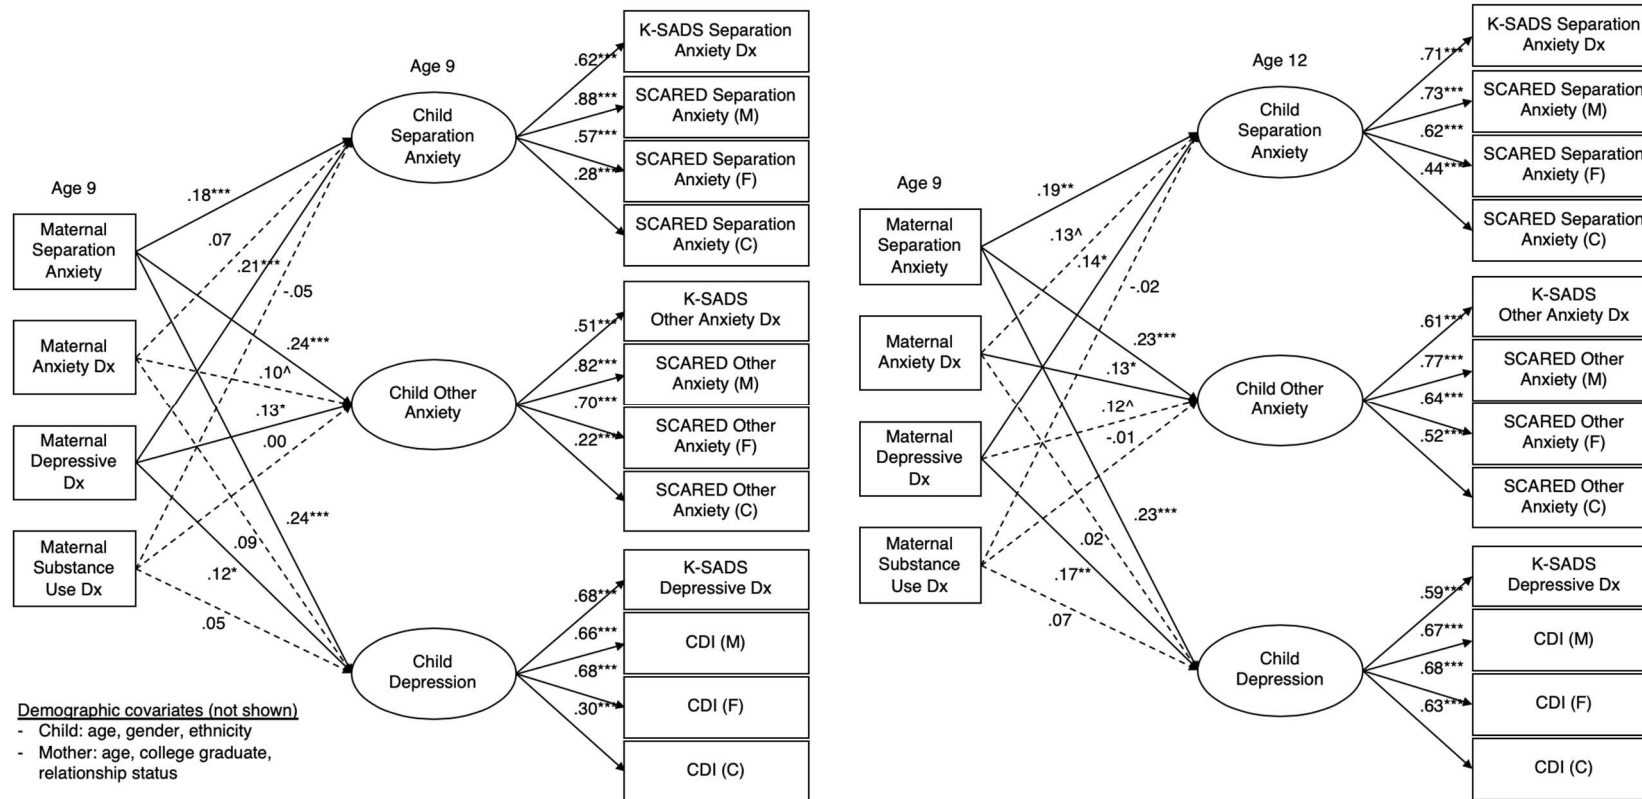 Age 9
Maternal
Separation
Anxiety
Maternal
Anxiety Dx
Maternal
Depressive
Dx
Maternal
Substance
Use Dx
.18***
.07
.21***
-.05
.24***
.10^
.13*
.00
.24***
.09
.12*
.05
Age 9
Child
Separation
Anxiety
Child Other
Anxiety
Child
Depression
.62***
.88***
.57***
.28***
.51***
.82***
.70***
.22***
.68***
.66***
.68***
.30***
K-SADS Separation
Anxiety Dx
SCARED Separation
Anxiety (M)
SCARED Separation
Anxiety (F)
SCARED Separation
Anxiety (C)
K-SADS
Other Anxiety Dx
SCARED Other
Anxiety (M)
SCARED Other
Anxiety (F)
SCARED Other
Anxiety (C)
K-SADS
Depressive Dx
CDI (M)
CDI (F)
CDI (C)
Demographic covariates (not shown)
- Child: age, gender, ethnicity
- Mother: age, college graduate,
relationship status
Age 9
Maternal
Separation
Anxiety
Maternal
Anxiety Dx
Maternal
Depressive
Dx
Maternal
Substance
Use Dx
.19**
.13^
.14*
-.02
.23***
.13*
.12^
-.01
.23***
.02
.17**
.07
Age 12
Child
Separation
Anxiety
Child Other
Anxiety
Child
Depression
.71***
.73***
.62***
.44***
.61***
.77***
.64***
.52***
.59***
.67***
.68***
.63***
K-SADS Separation
Anxiety Dx
SCARED Separation
Anxiety (M)
SCARED Separation
Anxiety (F)
SCARED Separation
Anxiety (C)
K-SADS
Other Anxiety Dx
SCARED Other
Anxiety (M)
SCARED Other
Anxiety (F)
SCARED Other
Anxiety (C)
K-SADS
Depressive Dx
CDI (M)
CDI (F)
CDI (C)